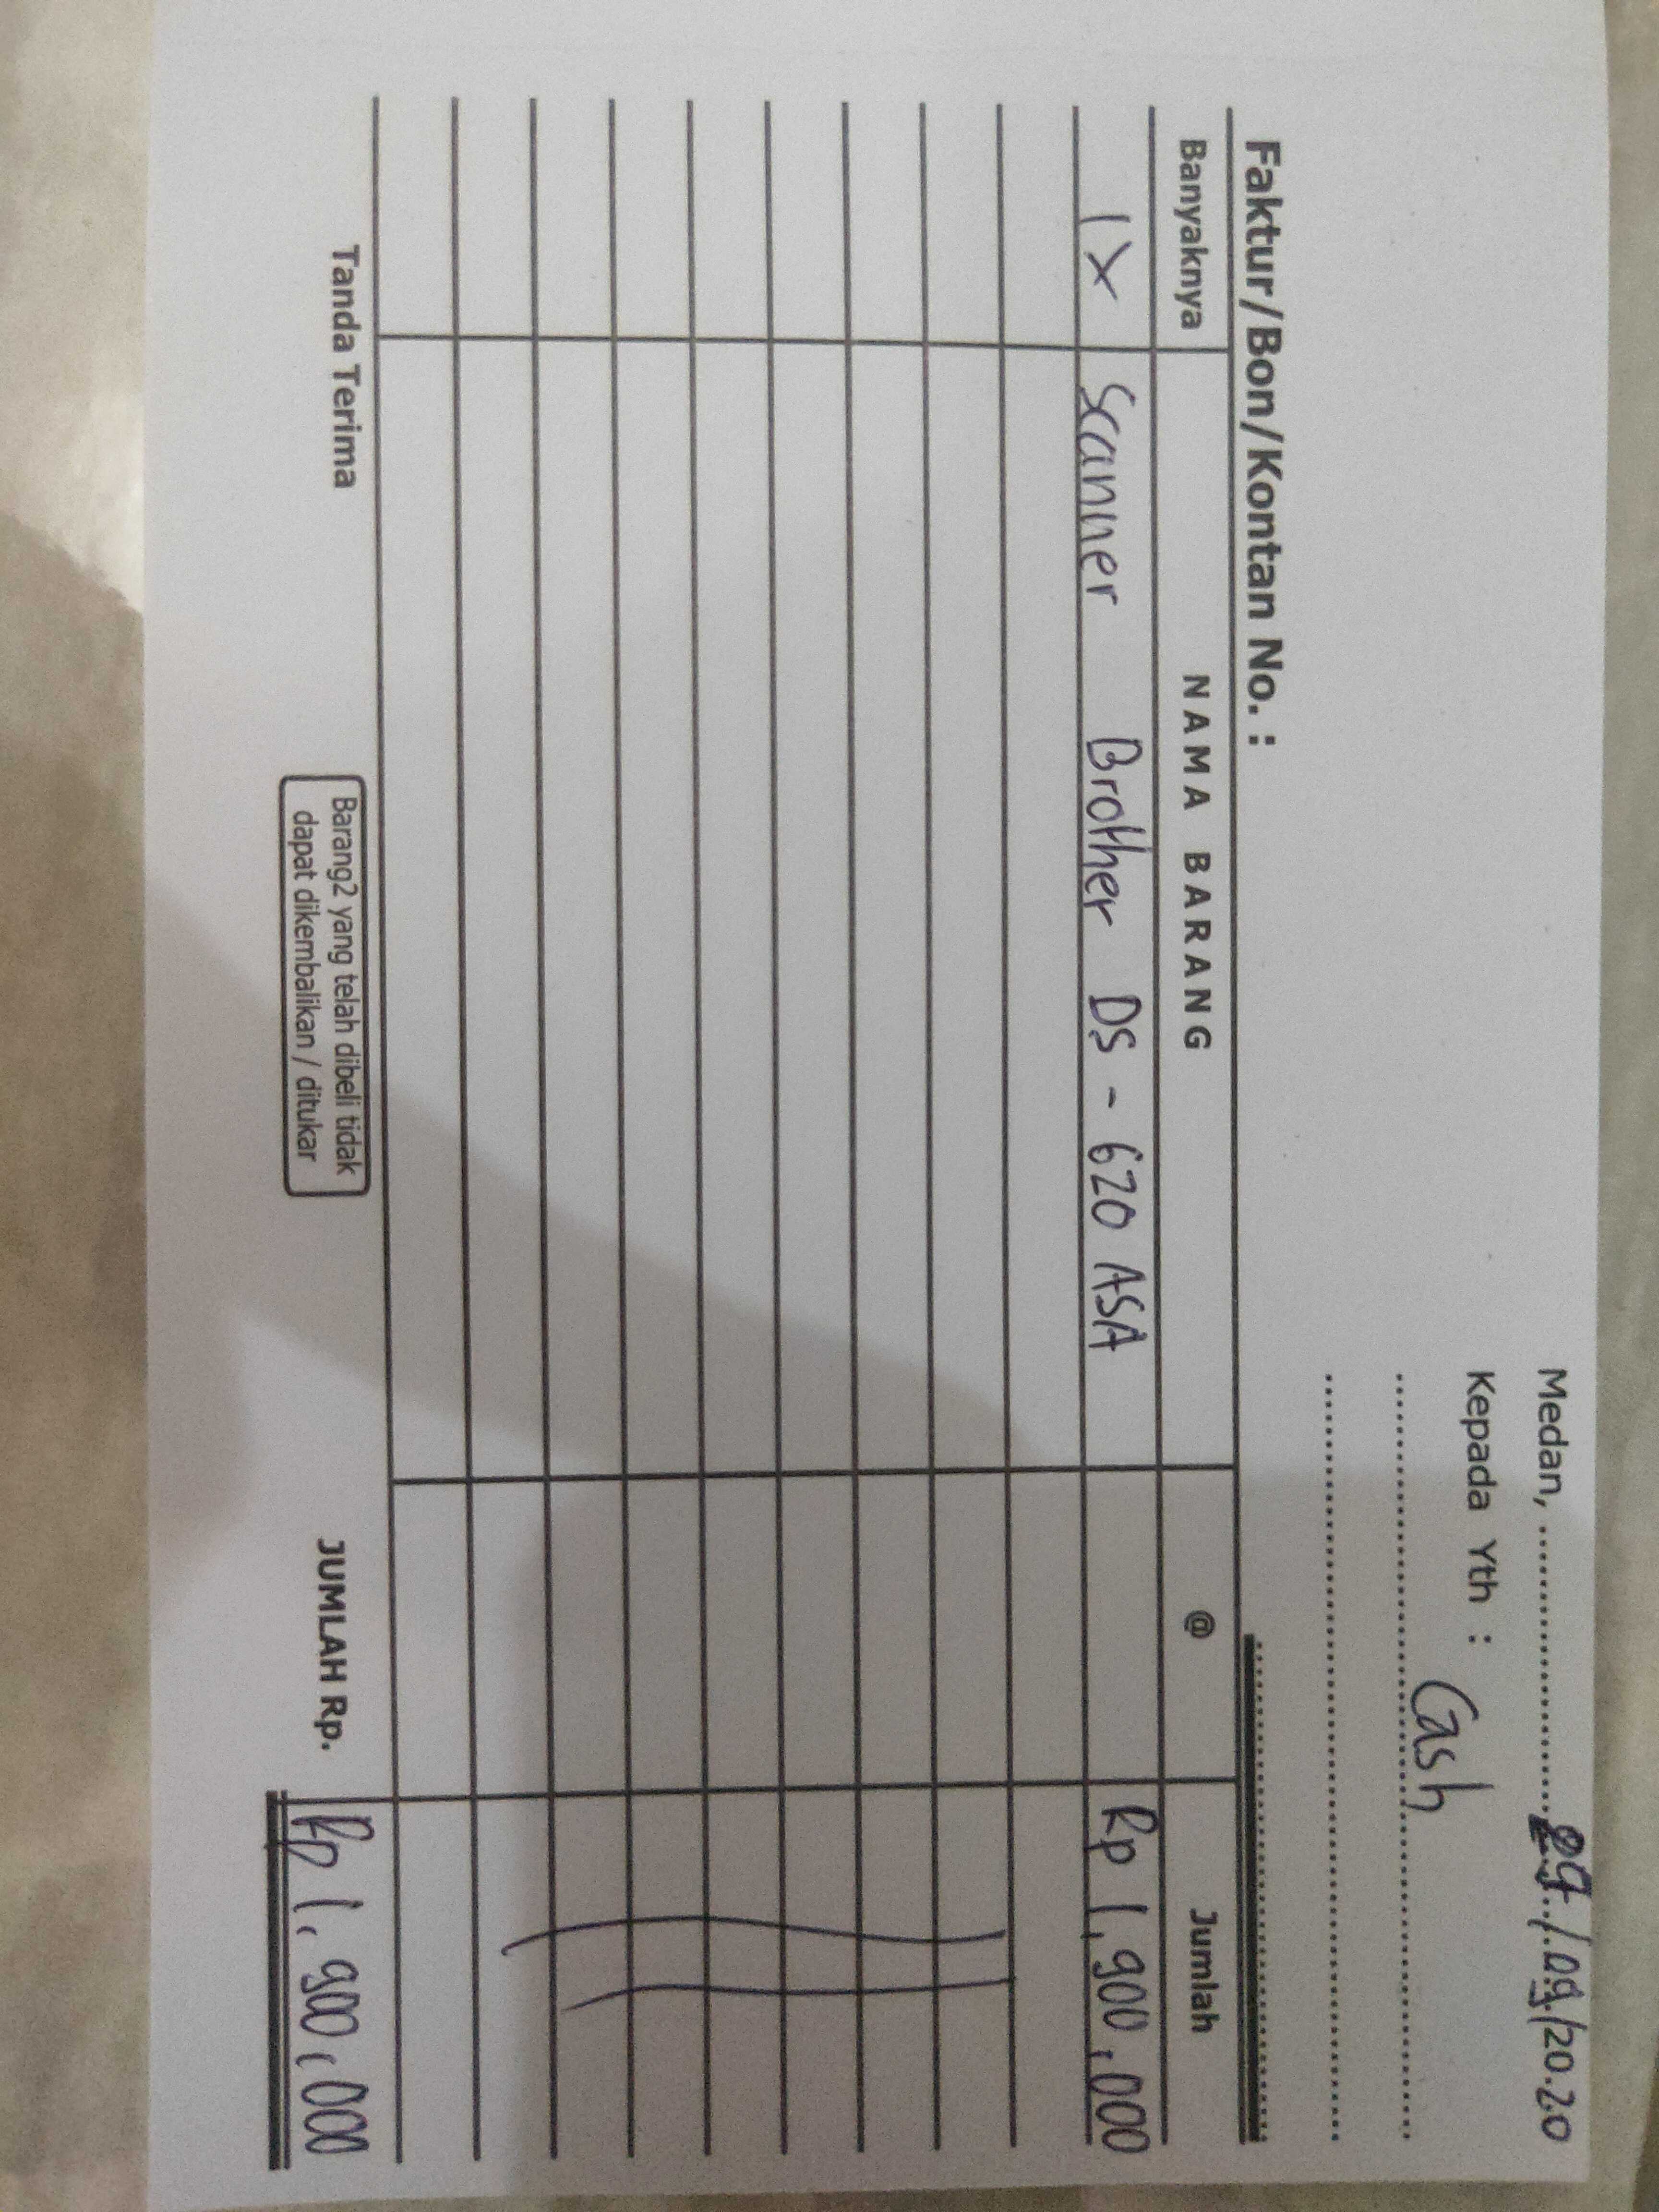 Medan, 29/09/2020
Kepada Yth :
Cash
Faktur/Bon/Kontan No. :
Banyaknya NAMA BARANG @ Jumlah
1X Scanner Brother DS - 620 ASA Rp 1,900,000
Tanda Terima
Barang2 yang telah dibeli tidak
dapat dikembalikan / ditukar
JUMLAH Rp. Rp 1.900.000